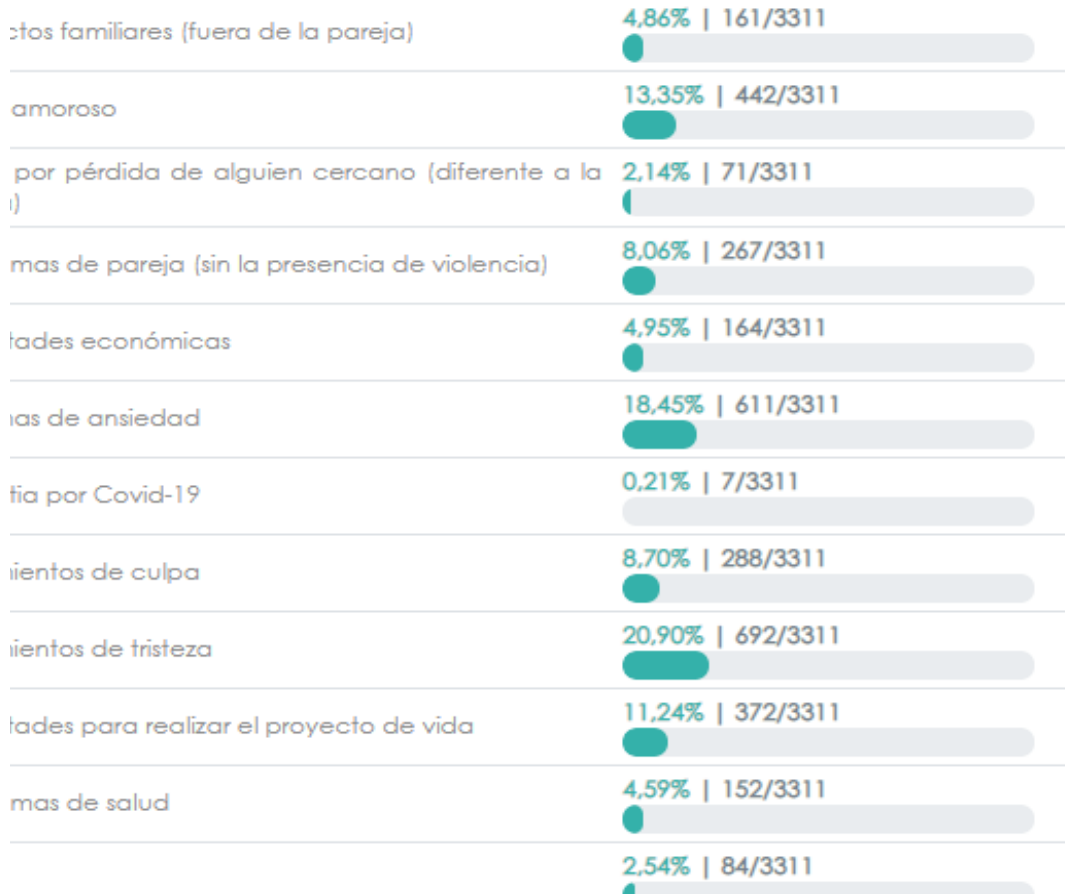 ctos familiares (fuera de la pareja)
4,86% | 161/3311
amoroso
13,35% | 442/3311
por pérdida de alguien cercano (diferente a la
2,14% | 71/3311
)
mas de pareja (sin la presencia de violencia)
8,06% | 267/3311
tades económicas
4,95% | 164/3311
nas de ansiedad
18,45% | 611/3311
tia por Covid-19
0,21% | 7/3311
ientos de culpa
8,70% | 288/3311
ientos de tristeza
20,90% | 692/3311
tades para realizar el proyecto de vida
11,24% | 372/3311
mas de salud
4,59% | 152/3311
2,54% | 84/3311